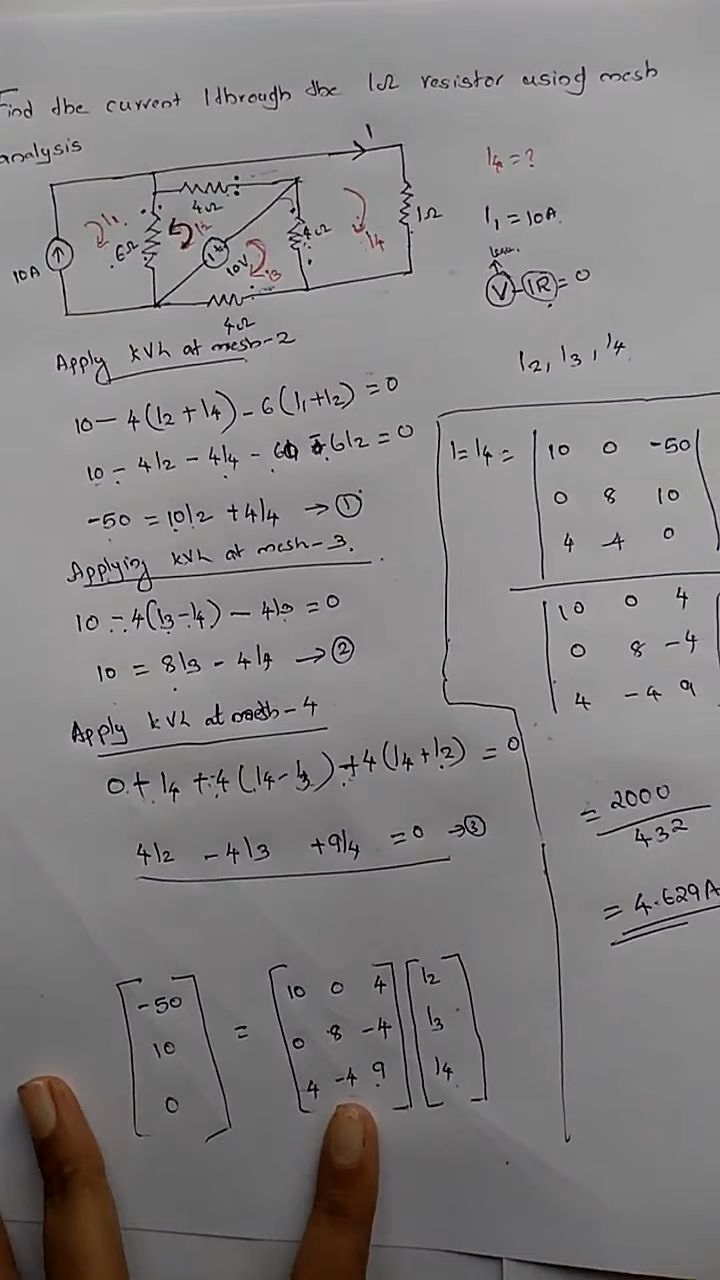 Find the current I through the 1Ω resistor using mesh
analysis
I
4Ω
I4 = ?
10A
I1
6Ω
I2
10V
I3
4Ω
I4
1Ω
I1 = 10A.
4Ω
V - IR = 0
Apply KVL at mesh-2
I2, I3, I4
10 - 4(I2 + I4) - 6(I1 + I2) = 0
10 - 4I2 - 4I4 - 60 - 6I2 = 0
-50 = 10I2 + 4I4 → ①
Applying KVL at mesh-3.
10 - 4(I3 - I4) - 4I3 = 0
10 = 8I3 - 4I4 → ②
Apply KVL at mesh-4
0 + I4 + 4(I4 - I3) + 4(I4 + I2) = 0
4I2 - 4I3 + 9I4 = 0 → ③
-50 = 10 0 4 I2
10 0 8 -4 I3
0 4 -4 9 I4
I = I4 = 10 0 -50
0 8 10
4 -4 0
10 0 4
0 8 -4
4 -4 9
= 2000
432
= 4.629A